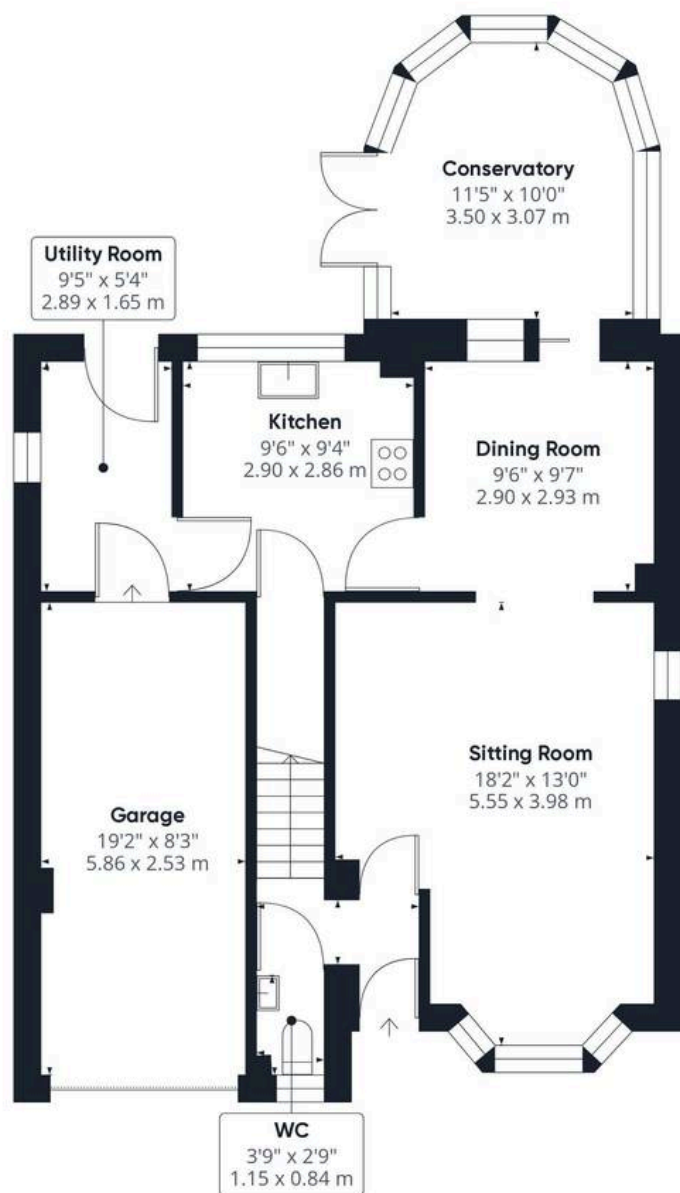 Conservatory
11'5" x 10'0"
3.50 x 3.07 m
Utility Room
9'5" x 5'4"
2.89 x 1.65 m
Kitchen
9'6" x 9'4"
2.90 x 2.86 m
Dining Room
9'6" x 9'7"
2.90 x 2.93 m
Sitting Room
18'2" x 13'0"
5.55 x 3.98 m
Garage
19'2" x 8'3"
5.86 x 2.53 m
WC
3'9" x 2'9"
1.15 x 0.84 m